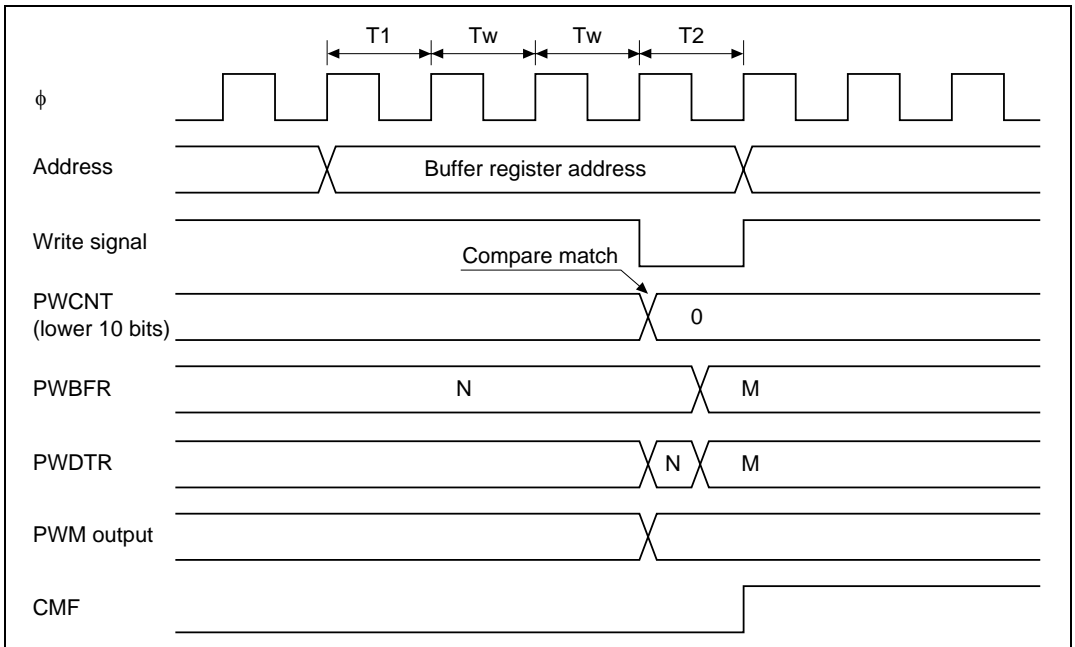 T1 Tw Tw T2
ϕ
Address Buffer register address
Write signal
Compare match
PWCNT
(lower 10 bits) 0
PWBFR N M
PWDTR N M
PWM output
CMF